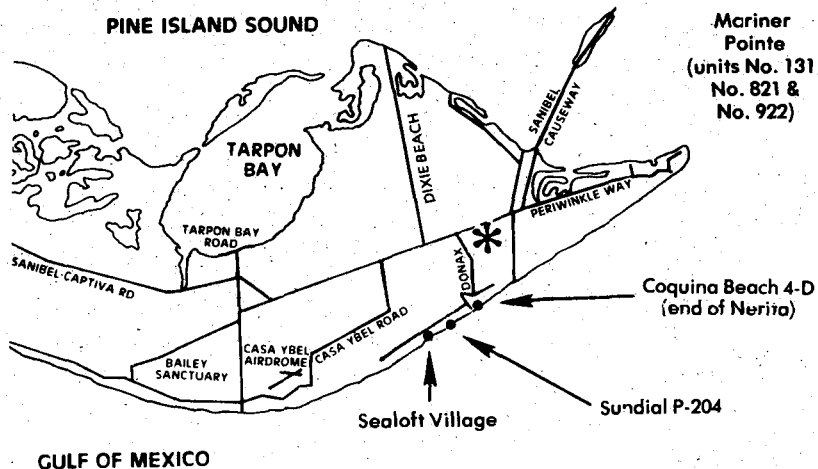 PINE ISLAND SOUND
Mariner
Pointe
(units No. 131
No. 821 &
No. 922)
SANIBEL
CAUSEWAY
DIXIE BEACH
TARPON
BAY
PERIWINKLE WAY
TARPON BAY
ROAD
SANIBEL-CAPTIVA RD
DONAX
Coquina Beach 4-D
(end of Nerita)
CASA YBEL ROAD
CASA YBEL
AIRDROME
BAILEY
SANCTUARY
Sundial P-204
Sealoft Village
GULF OF MEXICO